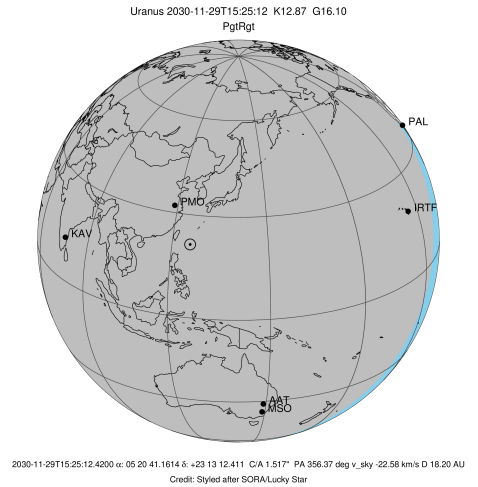 Uranus 2030-11-29T15:25:12 K12.87 G16.10
PgtRgt
PAL
PMO
IRTF
KAV
AAT
MSO
2030-11-29T15:25:12.4200 α: 05 20 41.1614 δ: +23 13 12.411 C/A 1.517" PA 356.37 deg v_sky -22.58 km/s D 18.20 AU
Credit: Styled after SORA/Lucky Star